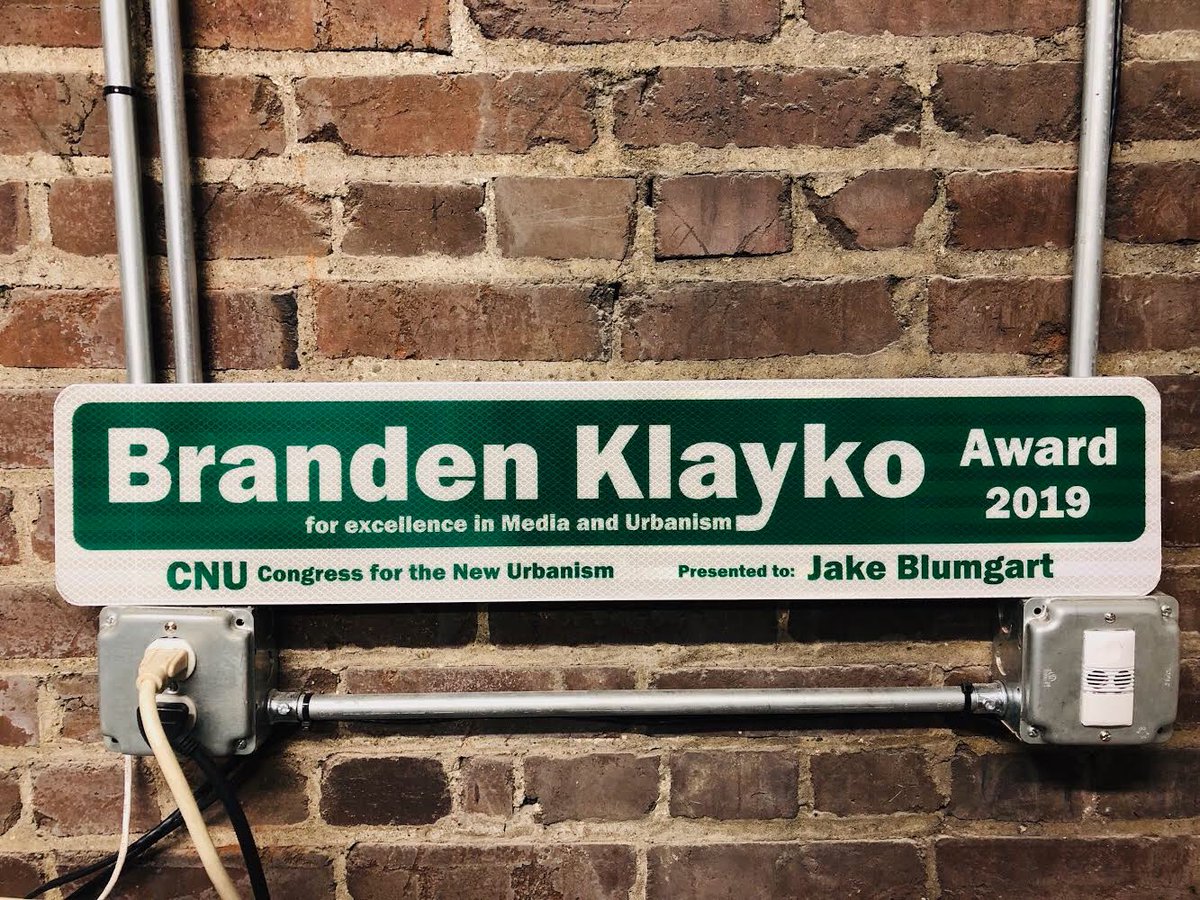 Branden Klayko Award
2019
for excellence in Media and Urbanism
CNU Congress for the New Urbanism Presented to: Jake Blumgart